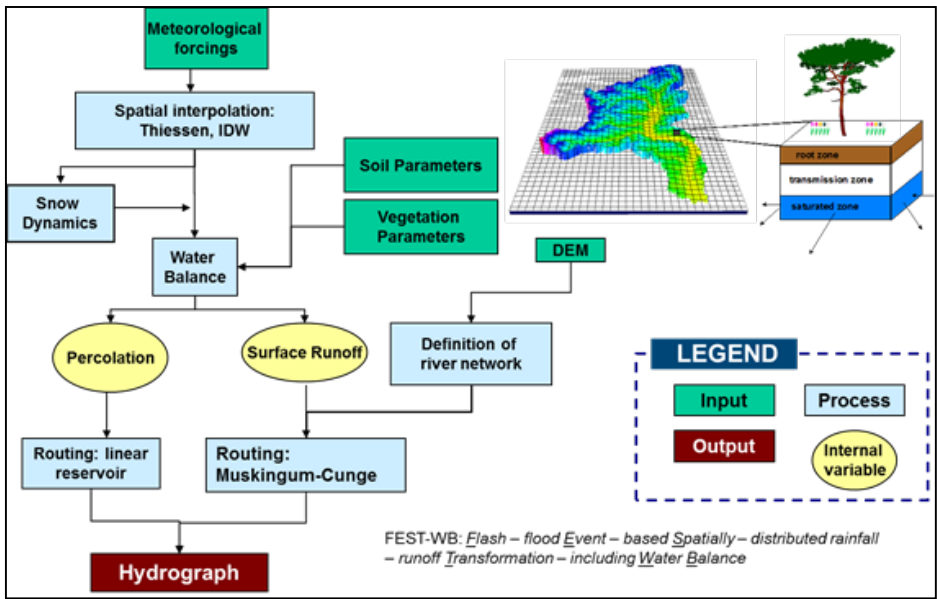 Meteorological
forcings
Spatial interpolation:
Thiessen, IDW
Soil Parameters
Snow
Dynamics
Vegetation
Parameters
Water
Balance
DEM
root zone
transmission zone
saturated zone
Percolation
Surface Runoff
Definition of
river network
Routing: linear
reservoir
Routing:
Muskingum-Cunge
Hydrograph
LEGEND
Input
Process
Output
Internal
variable
FEST-WB: Flash – flood Event – based Spatially – distributed rainfall
– runoff Transformation – including Water Balance